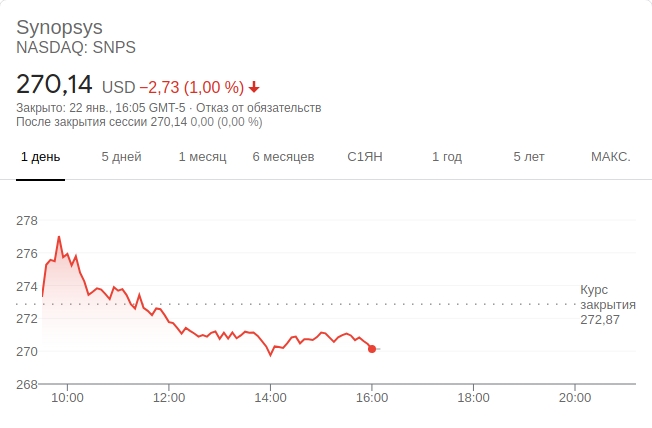 Synopsys
NASDAQ: SNPS
270,14 USD −2,73 (1,00 %)
Закрыто: 22 янв., 16:05 GMT-5 · Отказ от обязательств
После закрытия сессии 270,14 0,00 (0,00 %)
1 день 5 дней 1 месяц 6 месяцев С1ЯН 1 год 5 лет МАКС.
278
276
274
272
270
268
Курс
закрытия
272,87
10:00 12:00 14:00 16:00 18:00 20:00